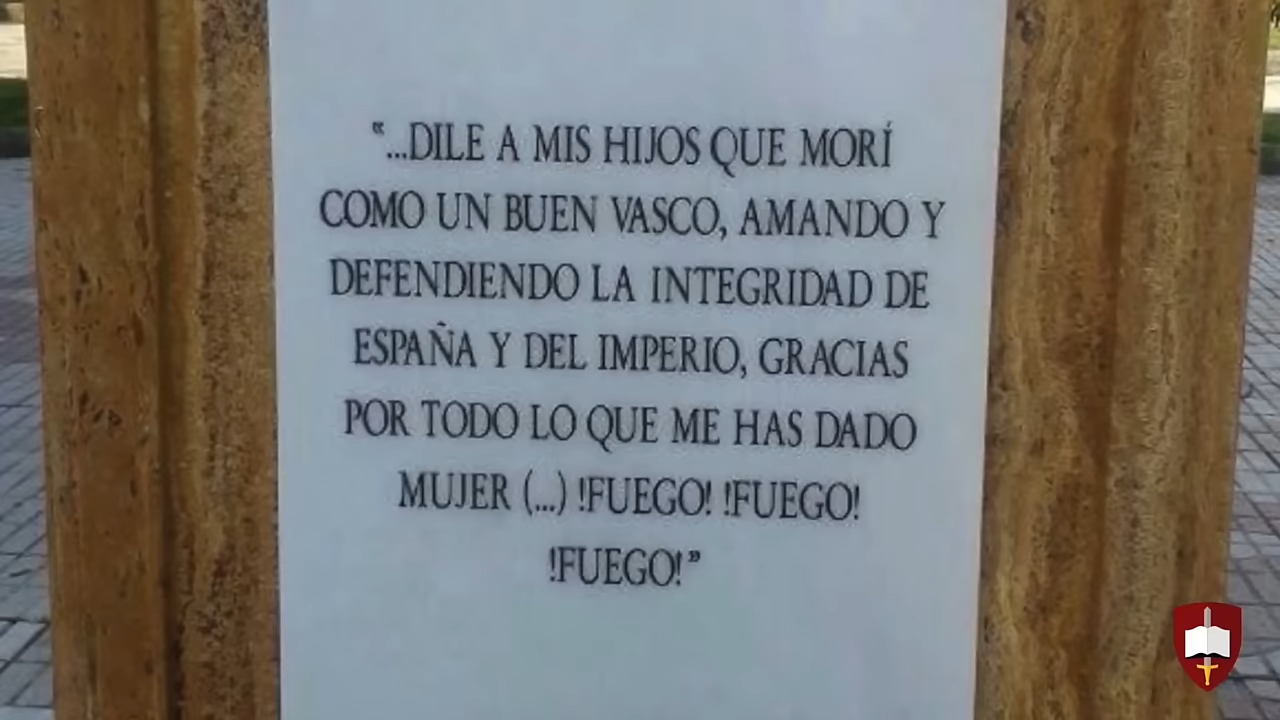 “...DILE A MIS HIJOS QUE MORÍ
COMO UN BUEN VASCO, AMANDO Y
DEFENDIENDO LA INTEGRIDAD DE
ESPAÑA Y DEL IMPERIO, GRACIAS
POR TODO LO QUE ME HAS DADO
MUJER (...) !FUEGO! !FUEGO!
!FUEGO!”